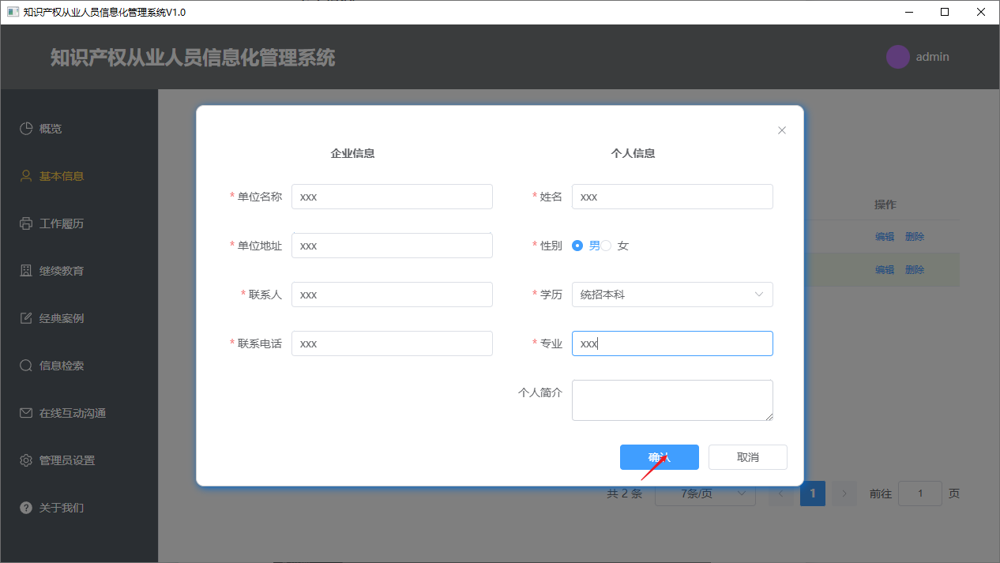 知识产权从业人员信息化管理系统V1.0
知识产权从业人员信息化管理系统
admin
概览
基本信息
工作履历
继续教育
经典案例
信息检索
在线互动沟通
管理员设置
关于我们
企业信息 个人信息
* 单位名称 xxx * 姓名 xxx
* 单位地址 xxx * 性别 男 女
* 联系人 xxx * 学历 统招本科
* 联系电话 xxx * 专业 xxx
个人简介
确认 取消
操作
编辑 删除
编辑 删除
共 2 条 7条/页 1 前往 1 页